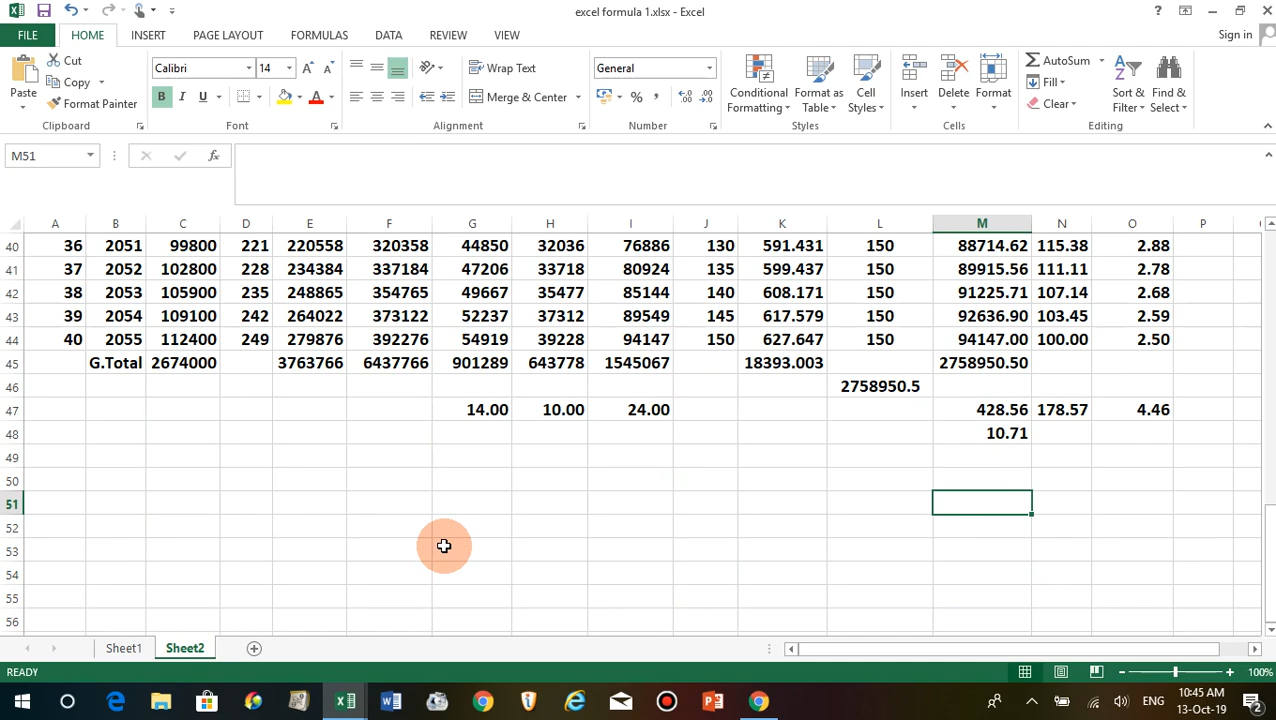 excel formula 1.xlsx - Excel
?
FILE HOME INSERT PAGE LAYOUT FORMULAS DATA REVIEW VIEW Sign in
Cut
Copy
Format Painter
Paste
Clipboard
Calibri 14
B I U A
Font
Wrap Text
Merge & Center
Alignment
General
% ,
Number
Conditional Formatting
Format as Table
Cell Styles
Styles
Insert Delete Format
Cells
AutoSum
Fill
Clear
Sort & Filter
Find & Select
Editing
M51 fx
A B C D E F G H I J K L M N O P
40 36 2051 99800 221 220558 320358 44850 32036 76886 130 591.431 150 88714.62 115.38 2.88
41 37 2052 102800 228 234384 337184 47206 33718 80924 135 599.437 150 89915.56 111.11 2.78
42 38 2053 105900 235 248865 354765 49667 35477 85144 140 608.171 150 91225.71 107.14 2.68
43 39 2054 109100 242 264022 373122 52237 37312 89549 145 617.579 150 92636.90 103.45 2.59
44 40 2055 112400 249 279876 392276 54919 39228 94147 150 627.647 150 94147.00 100.00 2.50
45 G.Total 2674000 3763766 6437766 901289 643778 1545067 18393.003 2758950.50
46 2758950.5
47 14.00 10.00 24.00 428.56 178.57 4.46
48 10.71
49
50
51
52
53
54
55
56
Sheet1 Sheet2
READY 100%
ENG 10:45 AM
13-Oct-19 2